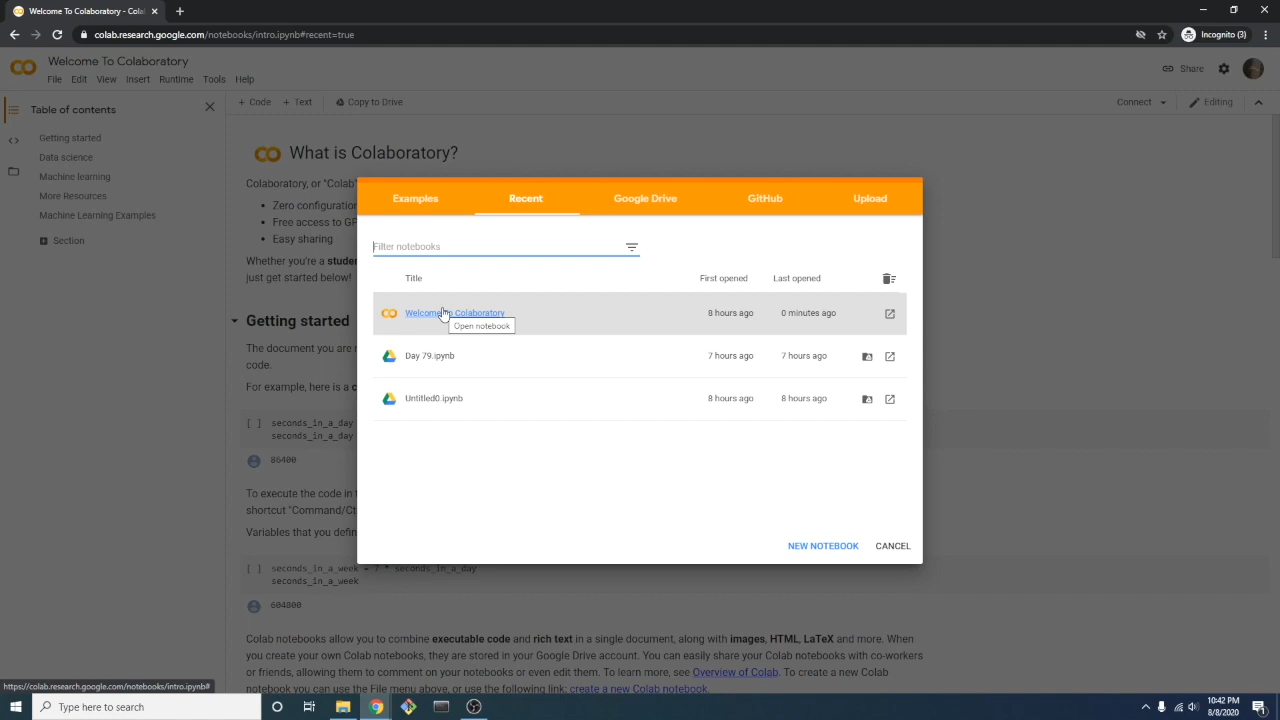 Welcome To Colaboratory - Cola
colab.research.google.com/notebooks/intro.ipynb#recent=true
Incognito (3)
Welcome To Colaboratory
File Edit View Insert Runtime Tools Help
Share
Table of contents
+ Code + Text Copy to Drive
Connect Editing
Getting started
Data science
Machine learning
More Resources
Machine Learning Examples
Section
What is Colaboratory?
Colaboratory, or "Colab"
Zero configuration
Free access to GP
Easy sharing
Whether you're a studen
just get started!
Getting started
The document you are r
code.
For example, here is a c
[ ] seconds_in_a_day
seconds_in_a_day
86400
To execute
shortcut "Command/Ct
Variables that you defin
[ ] seconds_in_a_week = 7 * seconds_in_a_day
seconds_in_a_week
604800
Colab notebooks allow you to combine executable code and rich text in a single document, along with images, HTML, LaTeX and more. When
you create your own Colab notebooks, they are stored in your Google Drive account. You can easily share your Colab notebooks with co-workers
or friends, allowing them to comment on your notebooks or even edit them. To learn more, see Overview of Colab. To create a new Colab
notebook you can use the File menu above, or use the following link: create a new Colab notebook.
Examples Recent Google Drive GitHub Upload
Filter notebooks
Title First opened Last opened
Welcome To Colaboratory 8 hours ago 0 minutes ago
Open notebook
Day 79.ipynb 7 hours ago 7 hours ago
Untitled0.ipynb 8 hours ago 8 hours ago
NEW NOTEBOOK CANCEL
https://colab.research.google.com/notebooks/intro.ipynb#
Type here to search
10:42 PM
8/8/2020